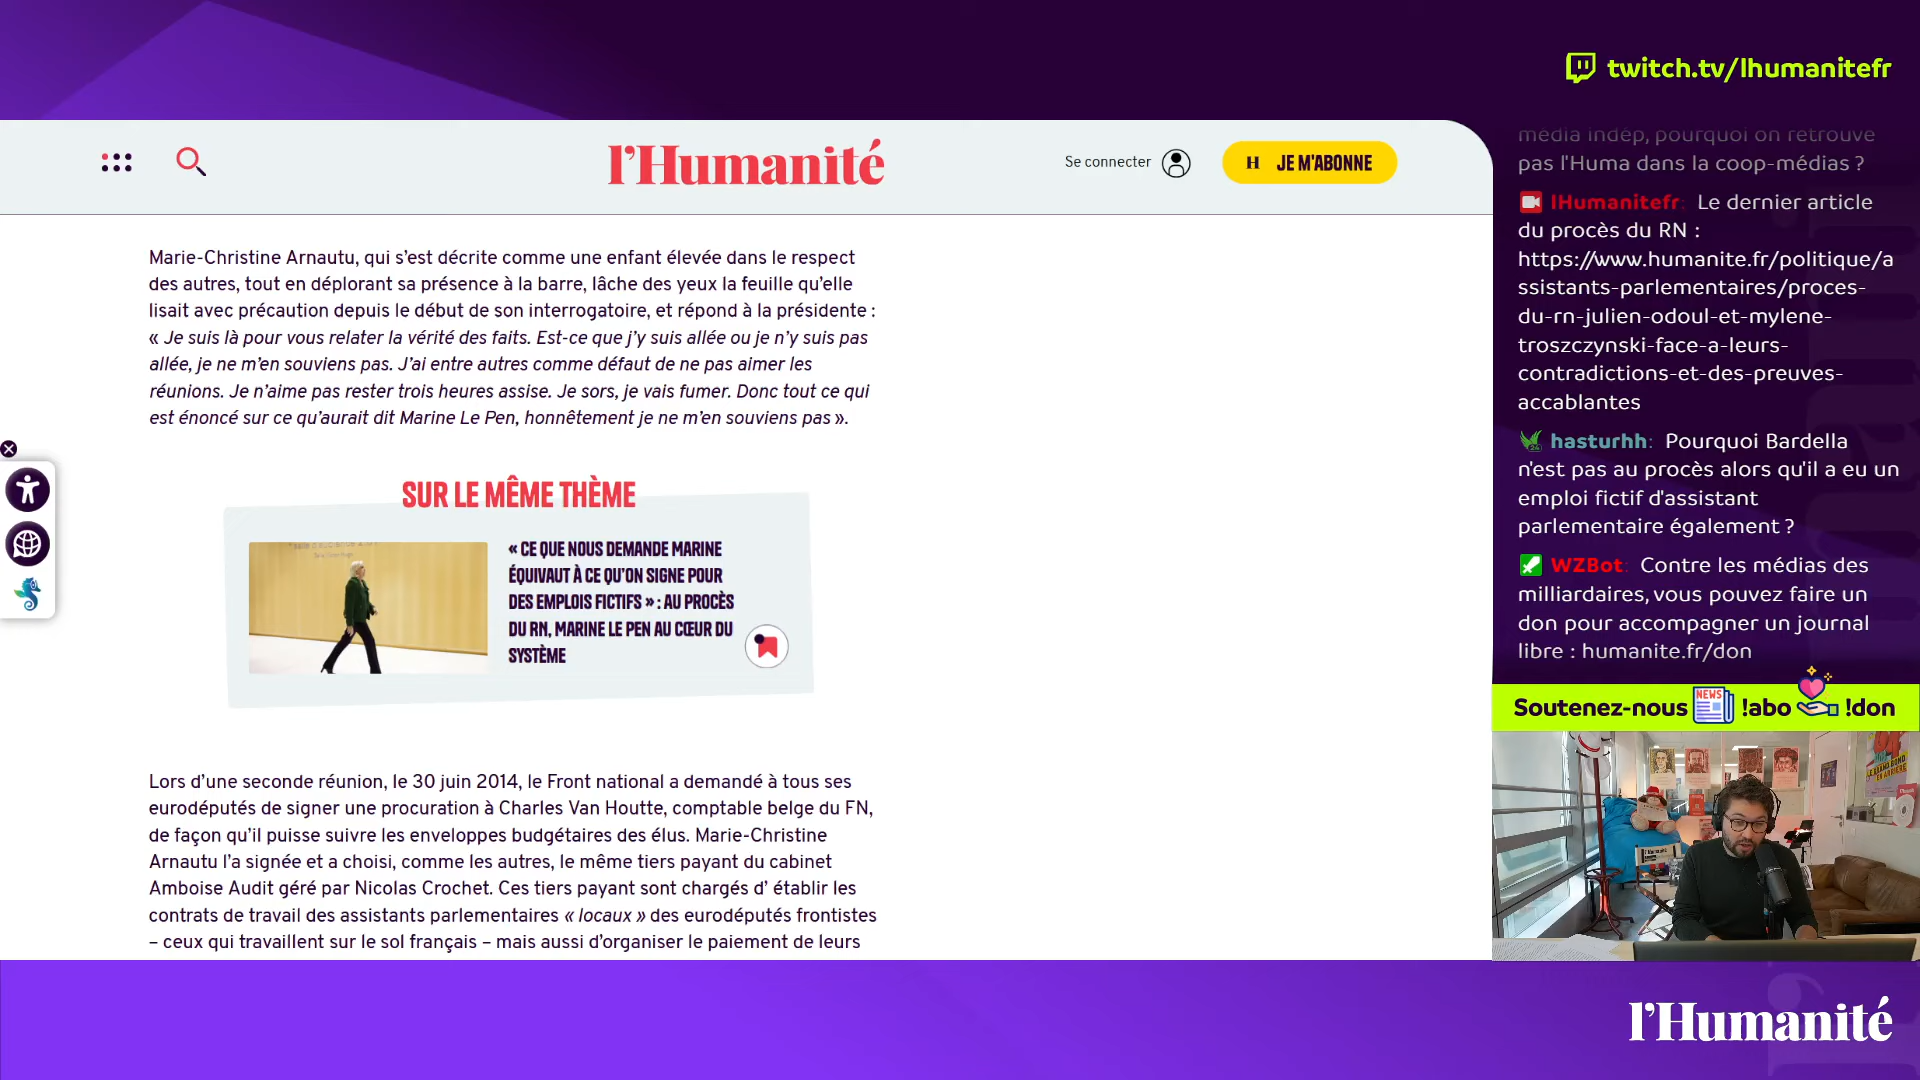 twitch.tv/lhumanitefr
l'Humanité
Se connecter
H JE M'ABONNE
Marie-Christine Arnautu, qui s’est décrite comme une enfant élevée dans le respect
des autres, tout en déplorant sa présence à la barre, lâche des yeux la feuille qu’elle
lisait avec précaution depuis le début de son interrogatoire, et répond à la présidente :
« Je suis là pour vous relater la vérité des faits. Est-ce que j’y suis allée ou je n’y suis pas
allée, je ne m’en souviens pas. J’ai entre autres comme défaut de ne pas aimer les
réunions. Je n’aime pas rester trois heures assise. Je sors, je vais fumer. Donc tout ce qui
est énoncé sur ce qu’aurait dit Marine Le Pen, honnêtement je ne m’en souviens pas ».
SUR LE MÊME THÈME
« CE QUE NOUS DEMANDE MARINE
ÉQUIVAUT À CE QU’ON SIGNE POUR
DES EMPLOIS FICTIFS » : AU PROCÈS
DU RN, MARINE LE PEN AU CŒUR DU
SYSTÈME
Lors d’une seconde réunion, le 30 juin 2014, le Front national a demandé à tous ses
eurodéputés de signer une procuration à Charles Van Houtte, comptable belge du FN,
de façon qu’il puisse suivre les enveloppes budgétaires des élus. Marie-Christine
Arnautu l’a signée et a choisi, comme les autres, le même tiers payant du cabinet
Amboise Audit géré par Nicolas Crochet. Ces tiers payant sont chargés d’ établir les
contrats de travail des assistants parlementaires « locaux » des eurodéputés frontistes
– ceux qui travaillent sur le sol français – mais aussi d’organiser le paiement de leurs
média indép, pourquoi on retrouve
pas l'Huma dans la coop-médias ?
lHumanitefr: Le dernier article
du procès du RN :
https://www.humanite.fr/politique/a
ssistants-parlementaires/proces-
du-rn-julien-odoul-et-mylene-
troszczynski-face-a-leurs-
contradictions-et-des-preuves-
accablantes
hasturhh: Pourquoi Bardella
n'est pas au procès alors qu'il a eu un
emploi fictif d'assistant
parlementaire également ?
WZBot: Contre les médias des
milliardaires, vous pouvez faire un
don pour accompagner un journal
libre : humanite.fr/don
Soutenez-nous NEWS !abo !don
l'Humanité